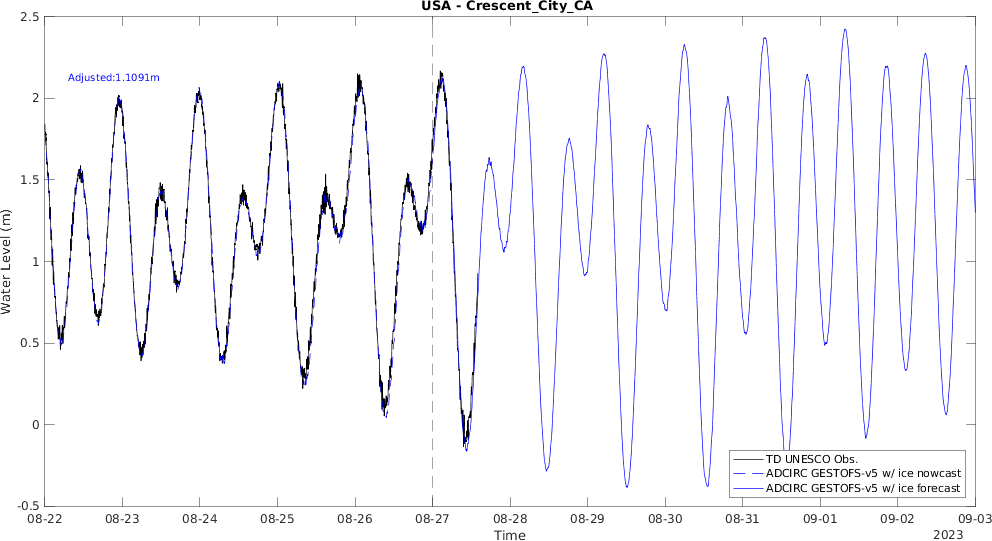 USA - Crescent_City_CA
2.5
2
1.5
1
0.5
0
-0.5
Water Level (m)
Adjusted:1.1091m
TD UNESCO Obs.
ADCIRC GESTOFS-v5 w/ ice nowcast
ADCIRC GESTOFS-v5 w/ ice forecast
08-22 08-23 08-24 08-25 08-26 08-27 08-28 08-29 08-30 08-31 09-01 09-02 09-03
Time
2023